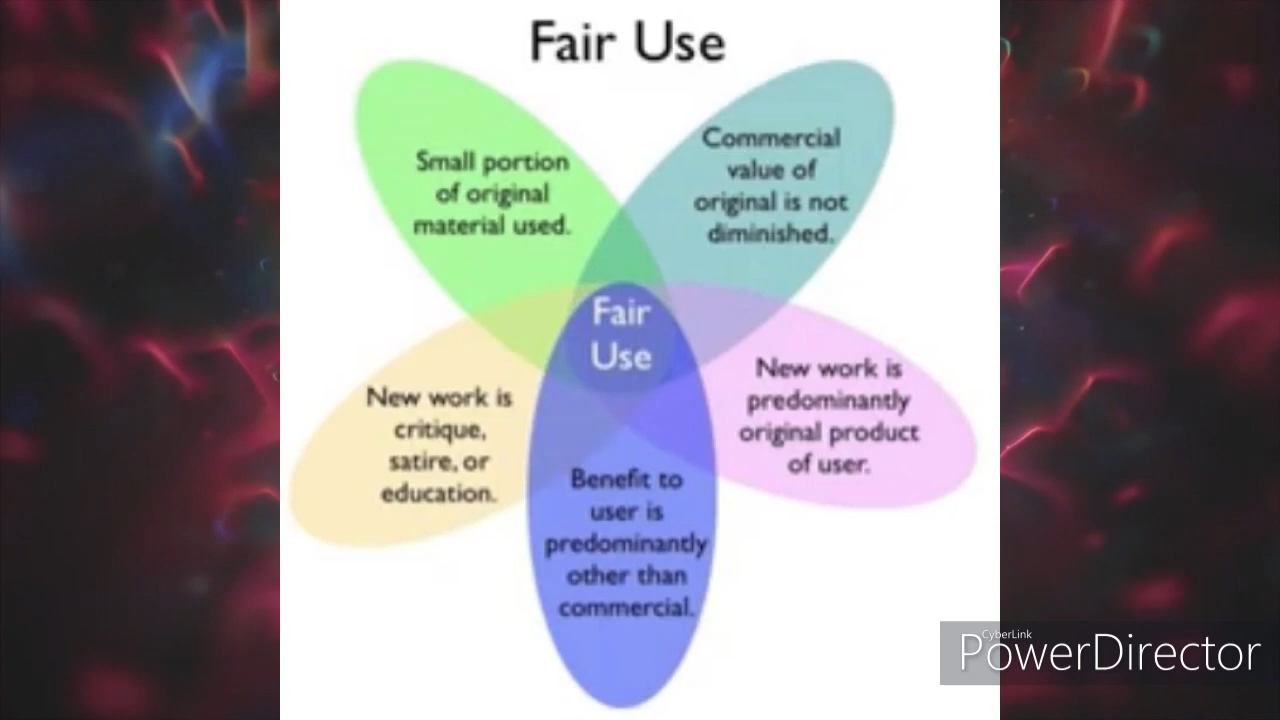 Fair Use
Small portion
of original
material used.
Commercial
value of
original is not
diminished.
Fair
Use
New work is
critique,
satire, or
education.
New work is
predominantly
original product
of user.
Benefit to
user is
predominantly
other than
commercial.
CyberLink
PowerDirector